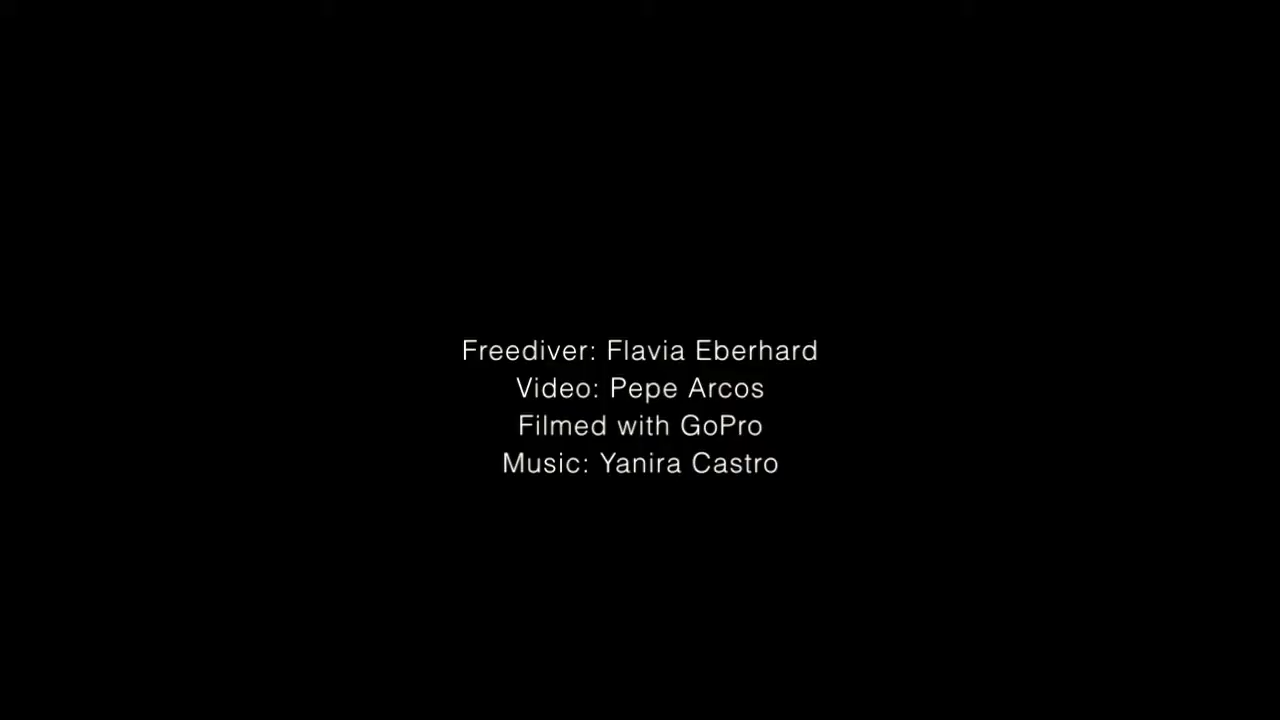 Freediver: Flavia Eberhard
Video: Pepe Arcos
Filmed with GoPro
Music: Yanira Castro